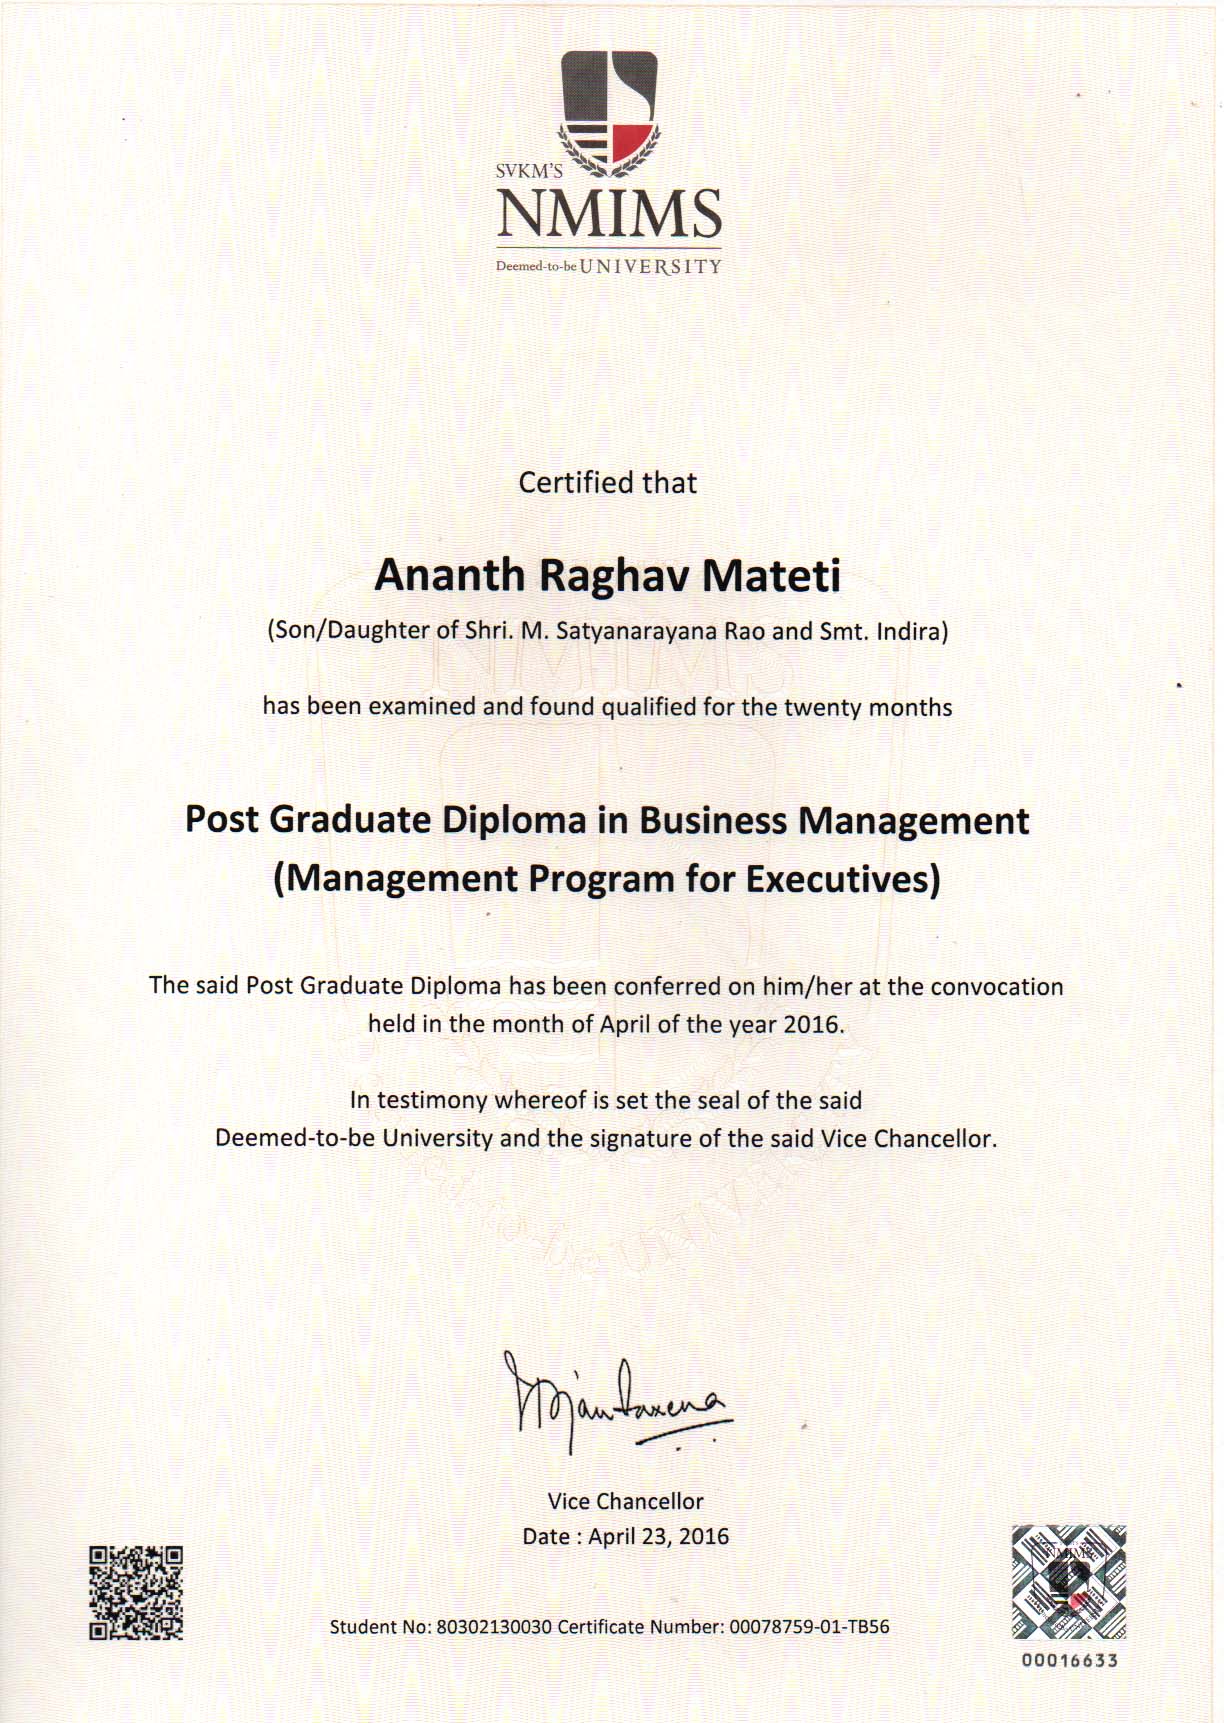 SVKM'S
NMIMS
Deemed-to-be UNIVERSITY
Certified that
Ananth Raghav Mateti
(Son/Daughter of Shri. M. Satyanarayana Rao and Smt. Indira)
has been examined and found qualified for the twenty months
Post Graduate Diploma in Business Management
(Management Program for Executives)
The said Post Graduate Diploma has been conferred on him/her at the convocation
held in the month of April of the year 2016.
In testimony whereof is set the seal of the said
Deemed-to-be University and the signature of the said Vice Chancellor.
Vice Chancellor
Date : April 23, 2016
NMIMS
Student No: 80302130030 Certificate Number: 00078759-01-TB56
00016633